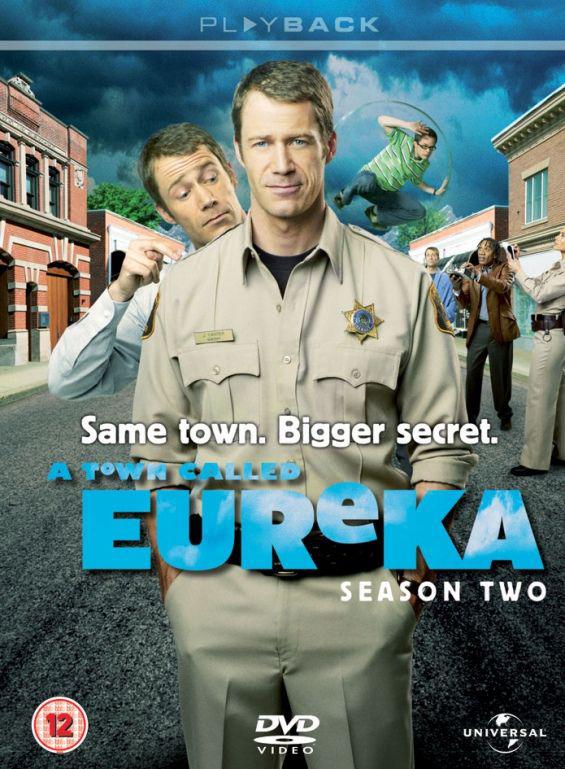 PLAYBACK
Same town. Bigger secret.
A TOWN CALLED
EUReKA
SEASON TWO
12
DVD
VIDEO
UNIVERSAL